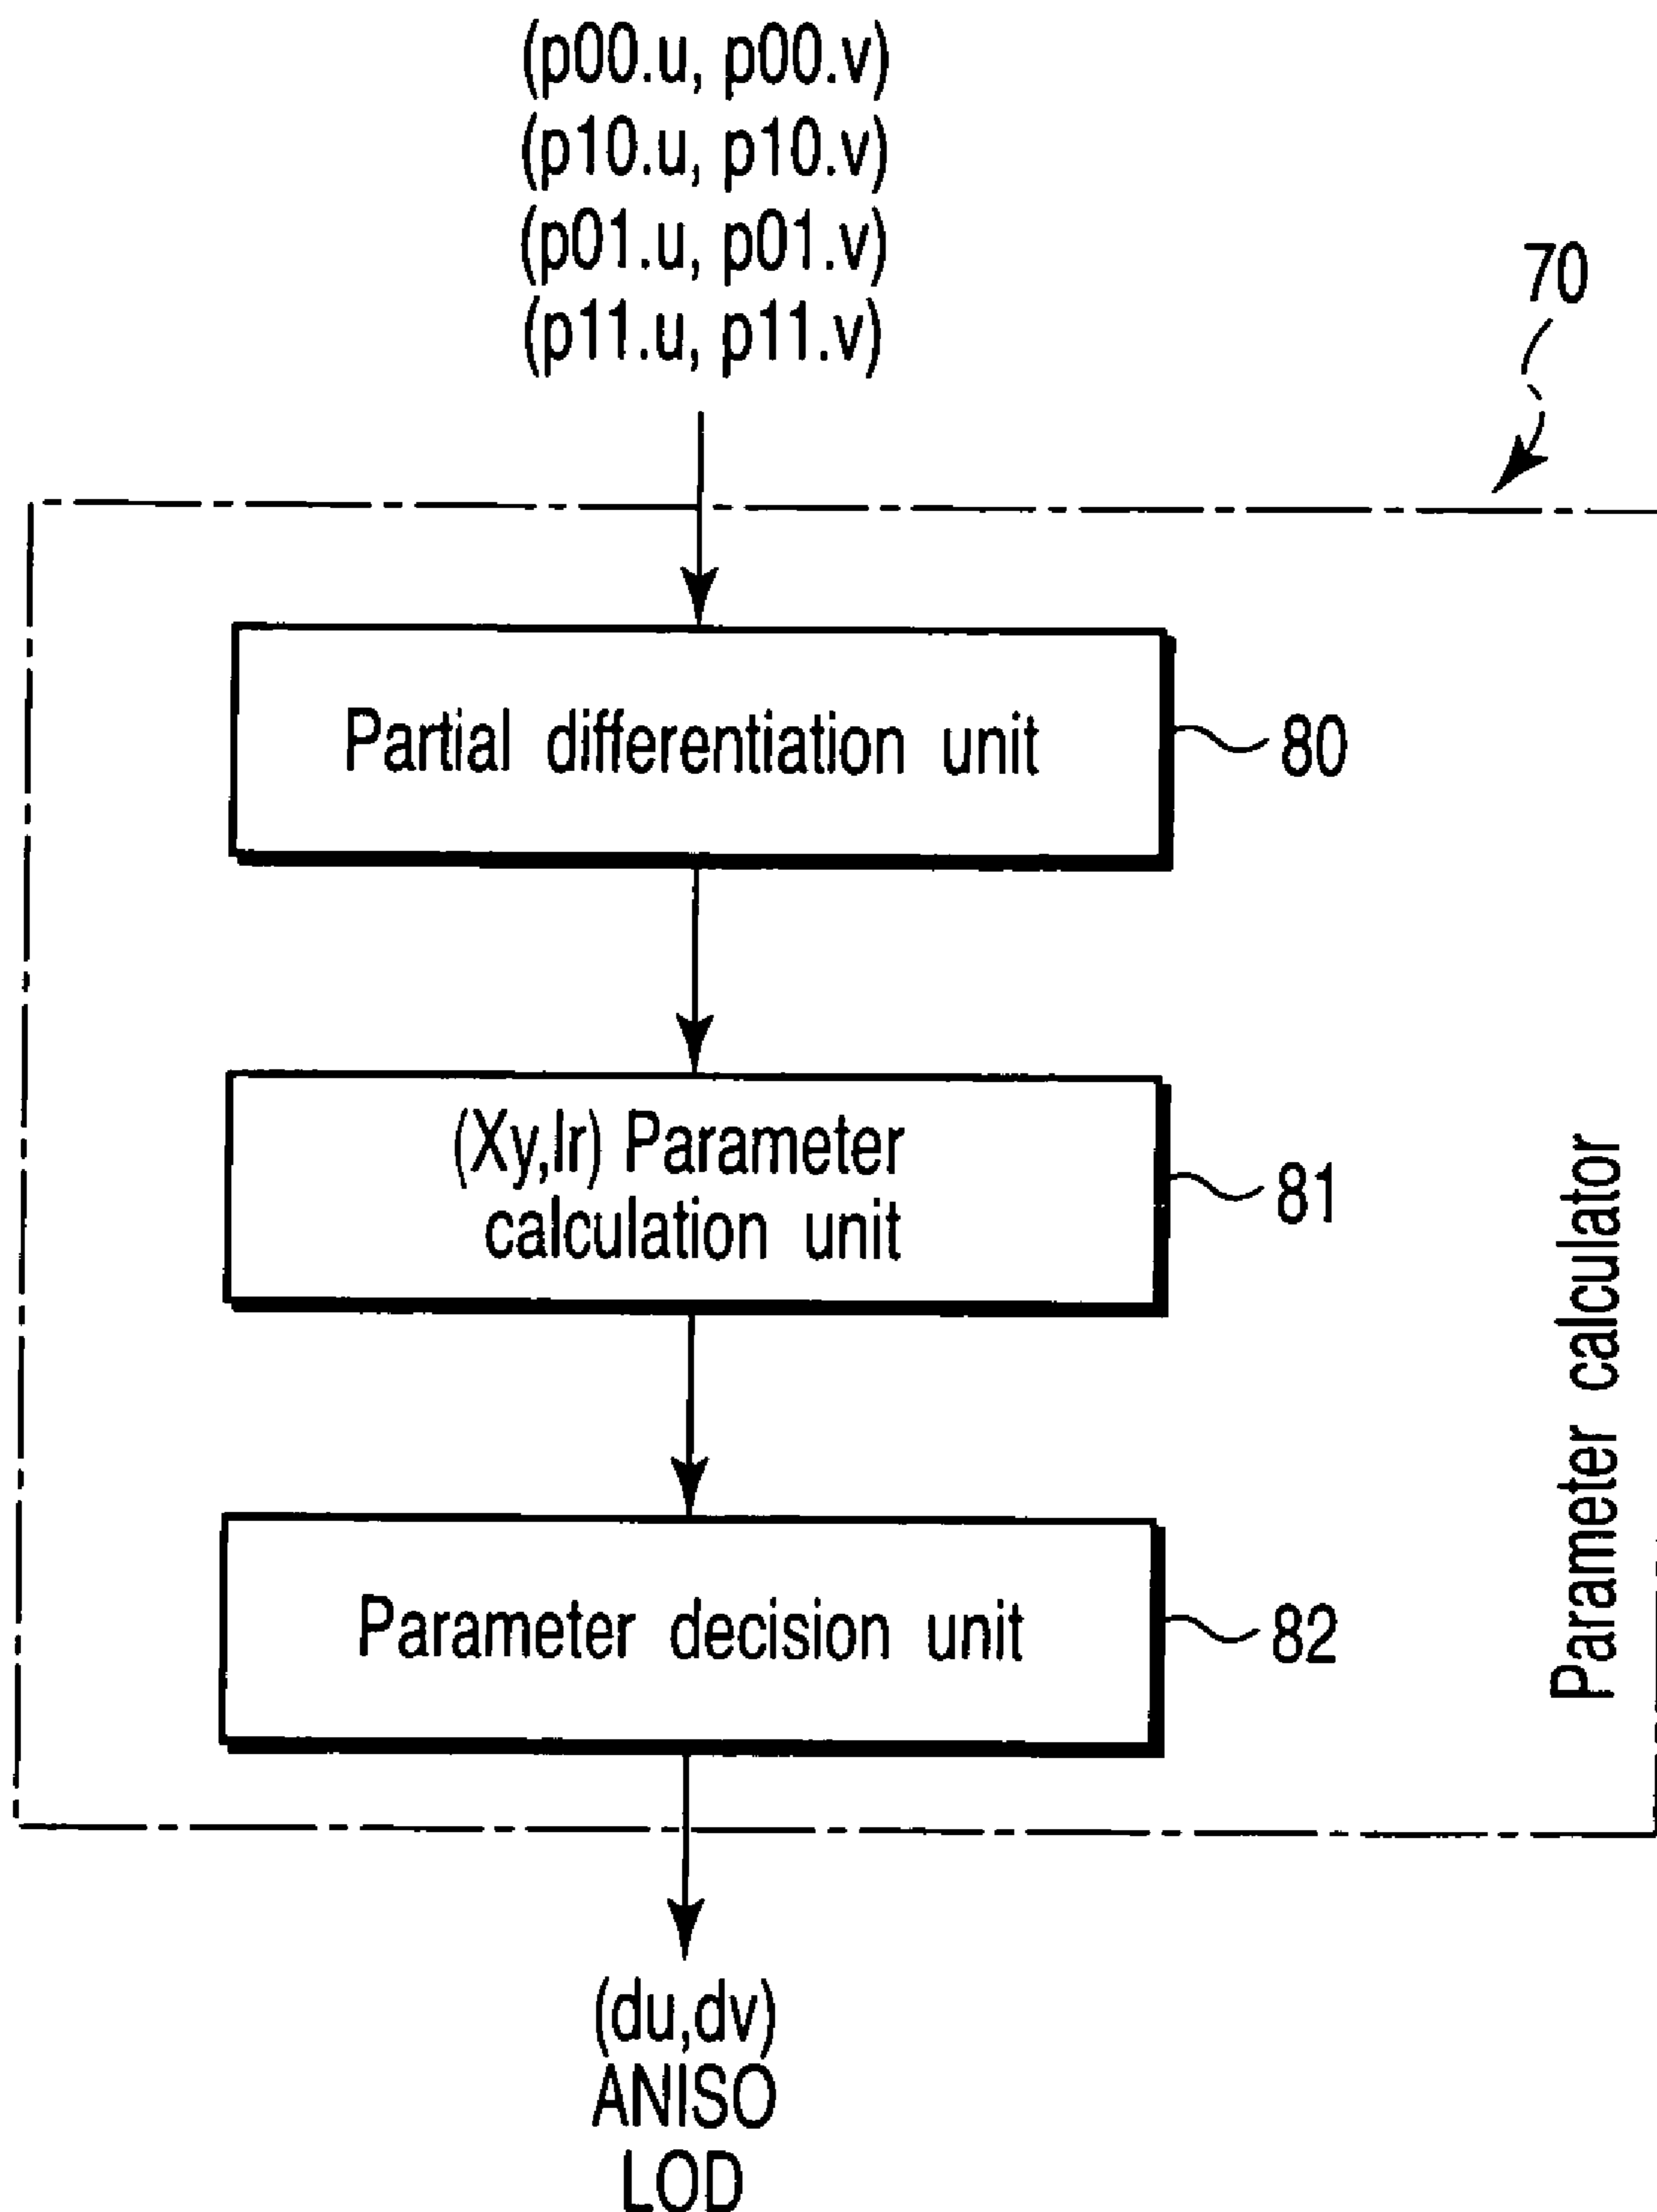 (p00.u, p00.v)
(p10.u, p10.v)
(p01.u, p01.v)
(p11.u, p11.v)
70
Partial differentiation unit
80
(Xy,lr) Parameter
calculation unit
81
Parameter decision unit
82
Parameter calculator
(du,dv)
ANISO
LOD